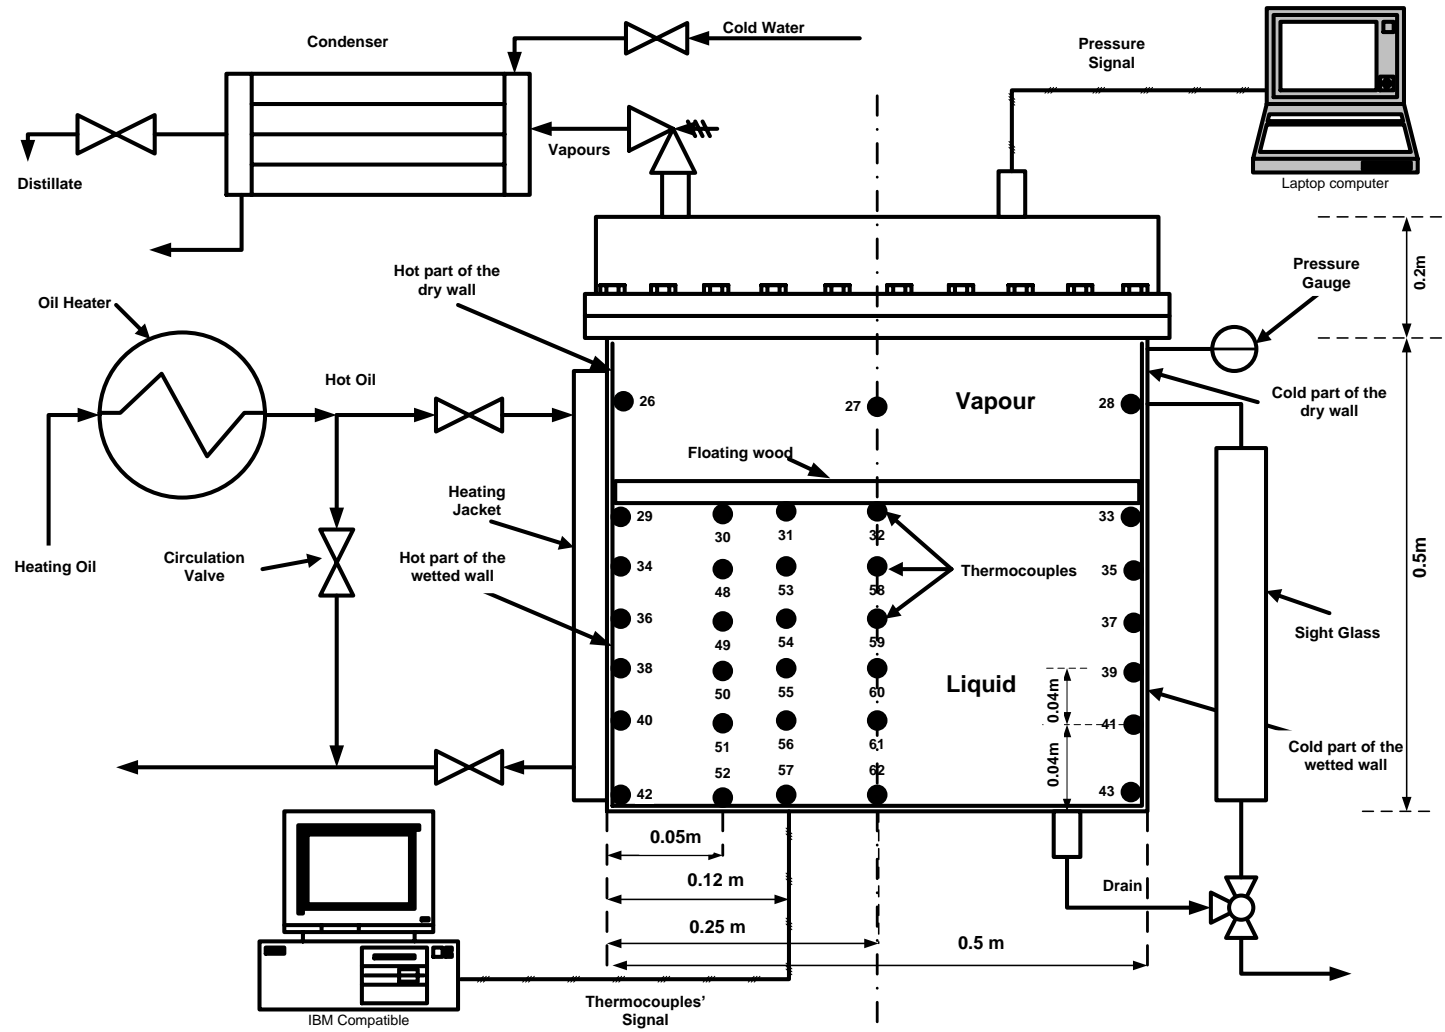 Cold Water
Condenser
Pressure
Signal
Vapours
Distillate
Laptop computer
Hot part of the
dry wall
Pressure
Gauge
0.2m
Oil Heater
Hot Oil
Cold part of the
dry wall
26
27
Vapour
28
Floating wood
Heating
Jacket
29
30
31
32
33
0.5m
Circulation
Valve
Heating Oil
Hot part of the
wetted wall
34
48
53
58
35
Thermocouples
36
49
54
59
37
Sight Glass
38
50
55
60
Liquid
39
0.04m
40
51
56
61
41
0.04m
Cold part of the
wetted wall
52
57
62
42
43
0.05m
0.12 m
Drain
0.25 m
0.5 m
Thermocouples’
Signal
IBM Compatible